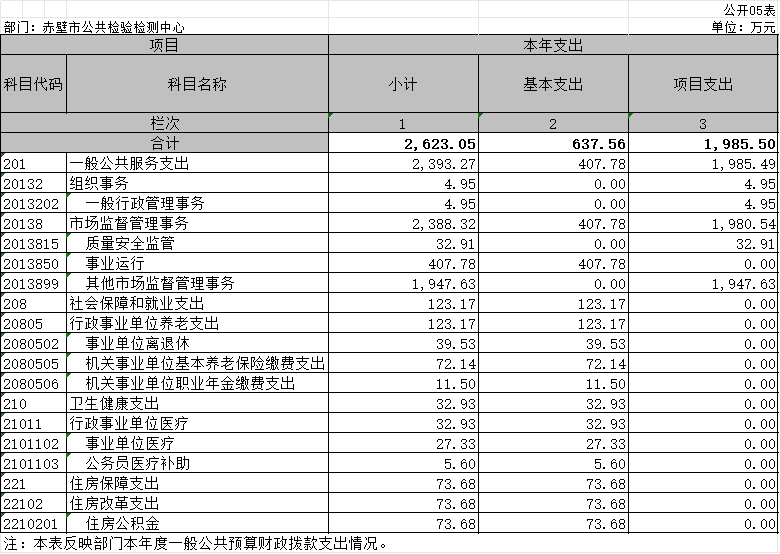 公开05表
部门：赤壁市公共检验检测中心 单位：万元
项目 本年支出
科目代码 科目名称 小计 基本支出 项目支出
栏次 1 2 3
合计 2,623.05 637.56 1,985.50
201 一般公共服务支出 2,393.27 407.78 1,985.49
20132 组织事务 4.95 0.00 4.95
2013202 一般行政管理事务 4.95 0.00 4.95
20138 市场监督管理事务 2,388.32 407.78 1,980.54
2013815 质量安全监管 32.91 0.00 32.91
2013850 事业运行 407.78 407.78 0.00
2013899 其他市场监督管理事务 1,947.63 0.00 1,947.63
208 社会保障和就业支出 123.17 123.17 0.00
20805 行政事业单位养老支出 123.17 123.17 0.00
2080502 事业单位离退休 39.53 39.53 0.00
2080505 机关事业单位基本养老保险缴费支出 72.14 72.14 0.00
2080506 机关事业单位职业年金缴费支出 11.50 11.50 0.00
210 卫生健康支出 32.93 32.93 0.00
21011 行政事业单位医疗 32.93 32.93 0.00
2101102 事业单位医疗 27.33 27.33 0.00
2101103 公务员医疗补助 5.60 5.60 0.00
221 住房保障支出 73.68 73.68 0.00
22102 住房改革支出 73.68 73.68 0.00
2210201 住房公积金 73.68 73.68 0.00
注：本表反映部门本年度一般公共预算财政拨款支出情况。